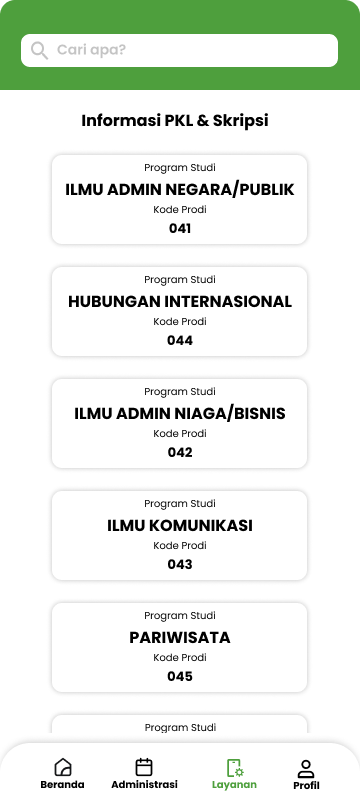 Cari apa?
Informasi PKL & Skripsi
Program Studi
ILMU ADMIN NEGARA/PUBLIK
Kode Prodi
041
Program Studi
HUBUNGAN INTERNASIONAL
Kode Prodi
044
Program Studi
ILMU ADMIN NIAGA/BISNIS
Kode Prodi
042
Program Studi
ILMU KOMUNIKASI
Kode Prodi
043
Program Studi
PARIWISATA
Kode Prodi
045
Program Studi
Beranda Administrasi Layanan Profil